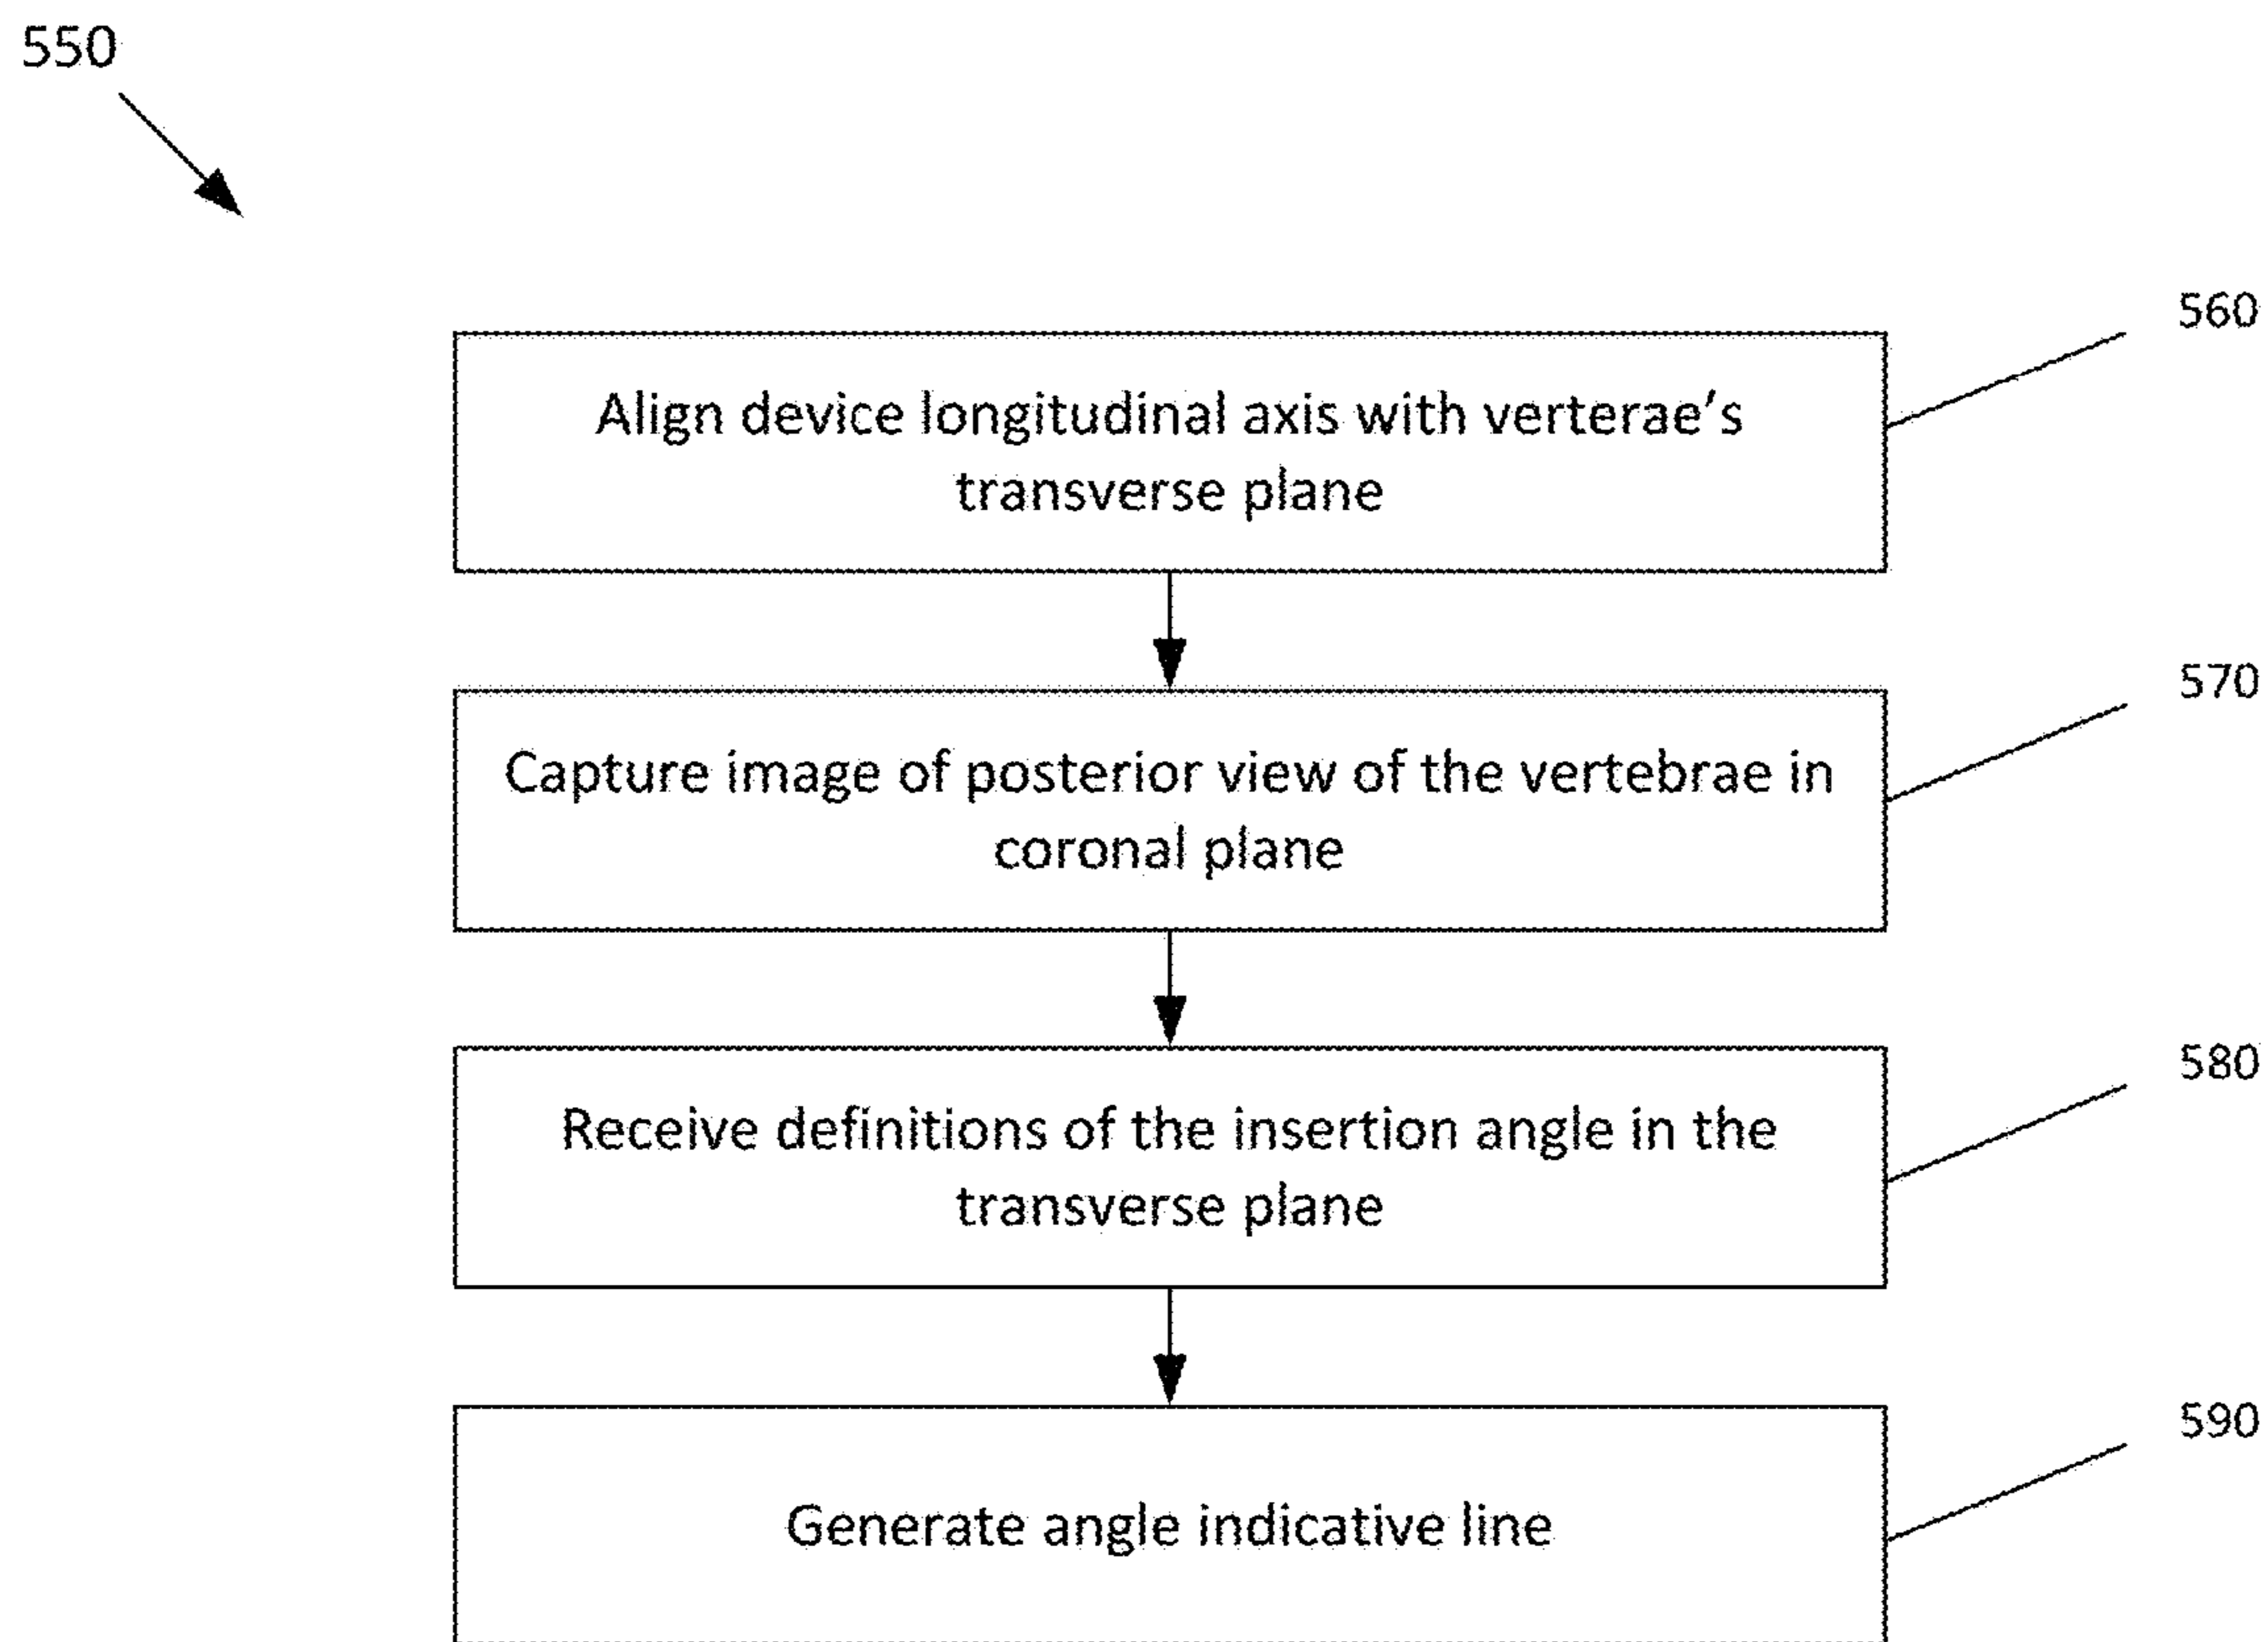 550
560
Align device longitudinal axis with verterae's
transverse plane
570
Capture image of posterior view of the vertebrae in
coronal plane
580
Receive definitions of the insertion angle in the
transverse plane
590
Generate angle indicative line